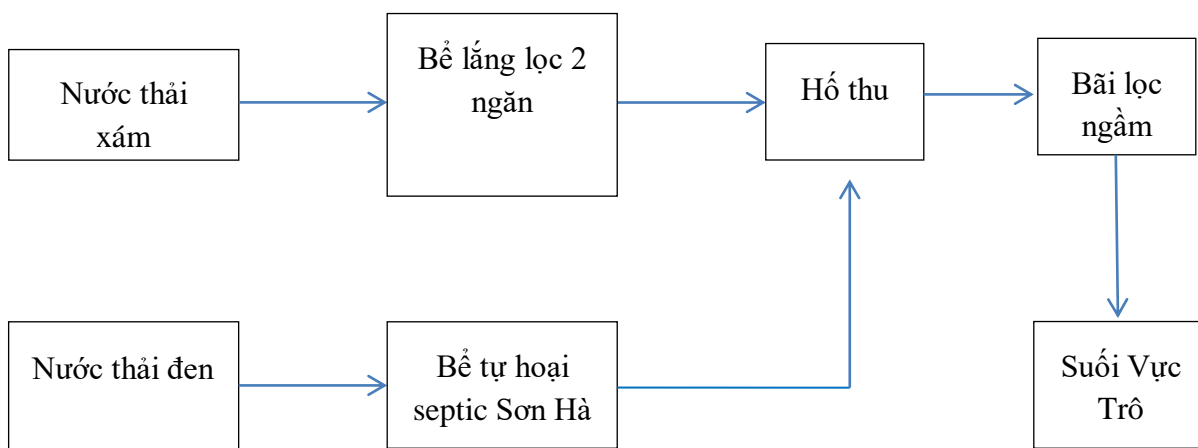 Nước thải
xám
Bể lắng lọc 2
ngăn
Hố thu
Bãi lọc
ngầm
Nước thải đen
Bể tự hoại
septic Sơn Hà
Suối Vực
Trô